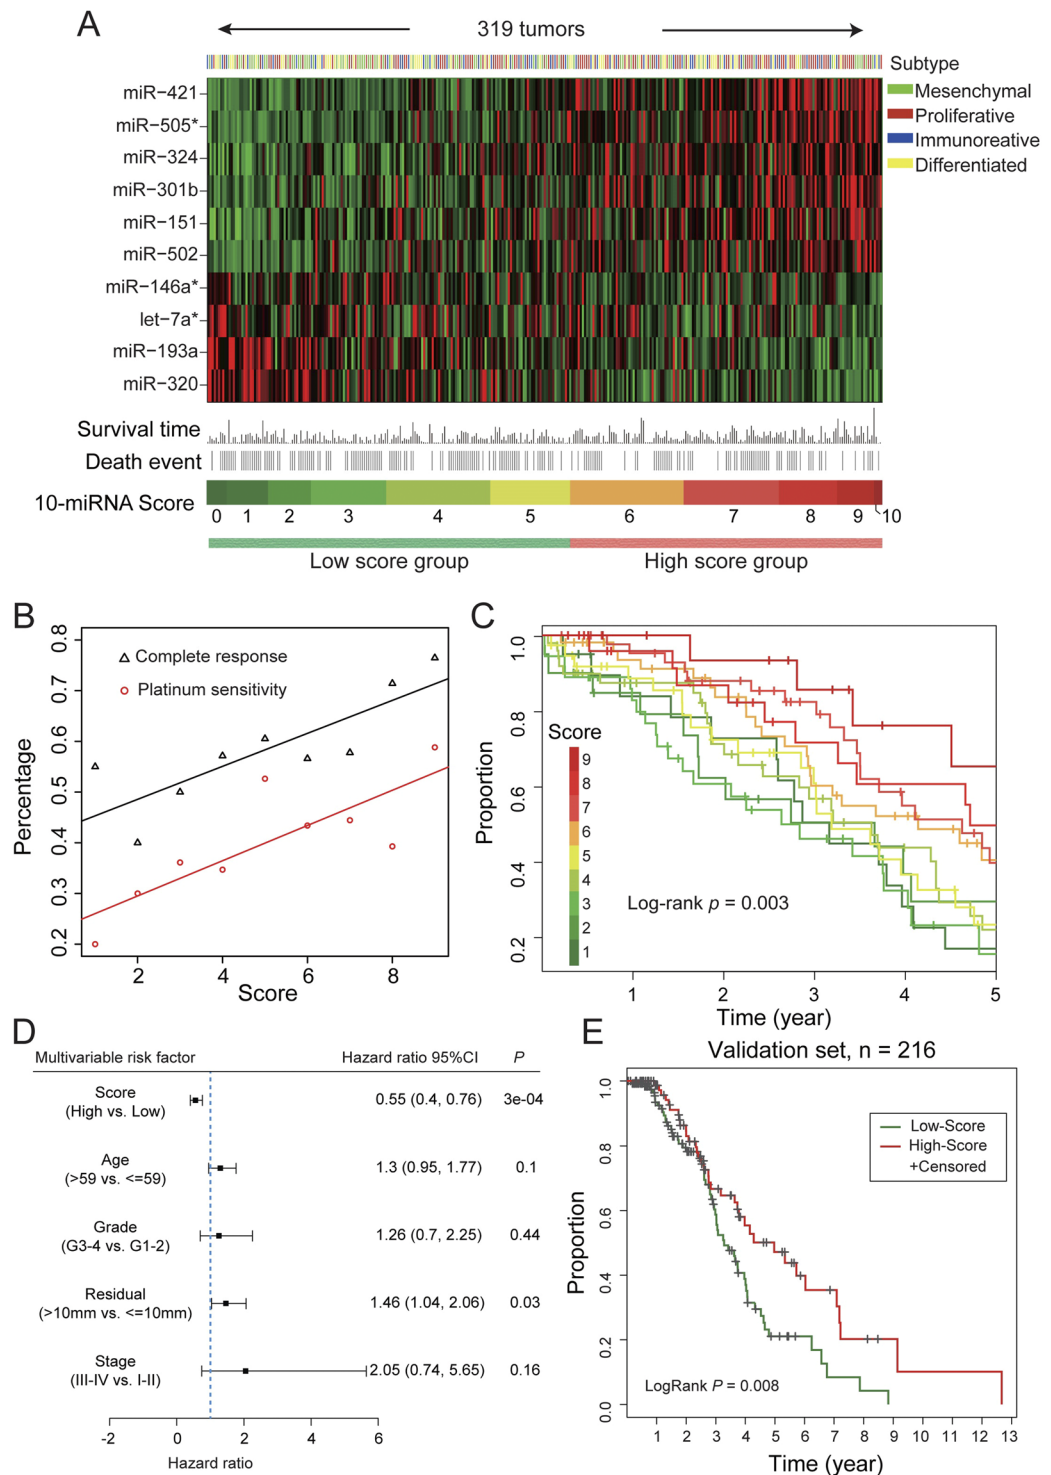 A
319 tumors
Subtype
Mesenchymal
Proliferative
Immunoreative
Differentiated
miR−421
miR−505*
miR−324
miR−301b
miR−151
miR−502
miR−146a*
let−7a*
miR−193a
miR−320
Survival time
Death event
10-miRNA Score
0 1 2 3 4 5 6 7 8 9 10
Low score group High score group
B
Percentage
0.8
0.7
0.6
0.5
0.4
0.3
0.2
Complete response
Platinum sensitivity
2 4 6 8
Score
C
Proportion
1.0
0.8
0.6
0.4
0.2
Score
9
8
7
6
5
4
3
2
1
Log-rank p = 0.003
1 2 3 4 5
Time (year)
D
Multivariable risk factor Hazard ratio 95%CI P
Score
(High vs. Low)
0.55 (0.4, 0.76) 3e-04
Age
(>59 vs. <=59)
1.3 (0.95, 1.77) 0.1
Grade
(G3-4 vs. G1-2)
1.26 (0.7, 2.25) 0.44
Residual
(>10mm vs. <=10mm)
1.46 (1.04, 2.06) 0.03
Stage
(III-IV vs. I-II)
2.05 (0.74, 5.65) 0.16
-2 0 2 4 6
Hazard ratio
E
Validation set, n = 216
Proportion
1.0
0.8
0.6
0.4
0.2
0.0
Low-Score
High-Score
+Censored
LogRank P = 0.008
1 2 3 4 5 6 7 8 9 10 11 12 13
Time (year)